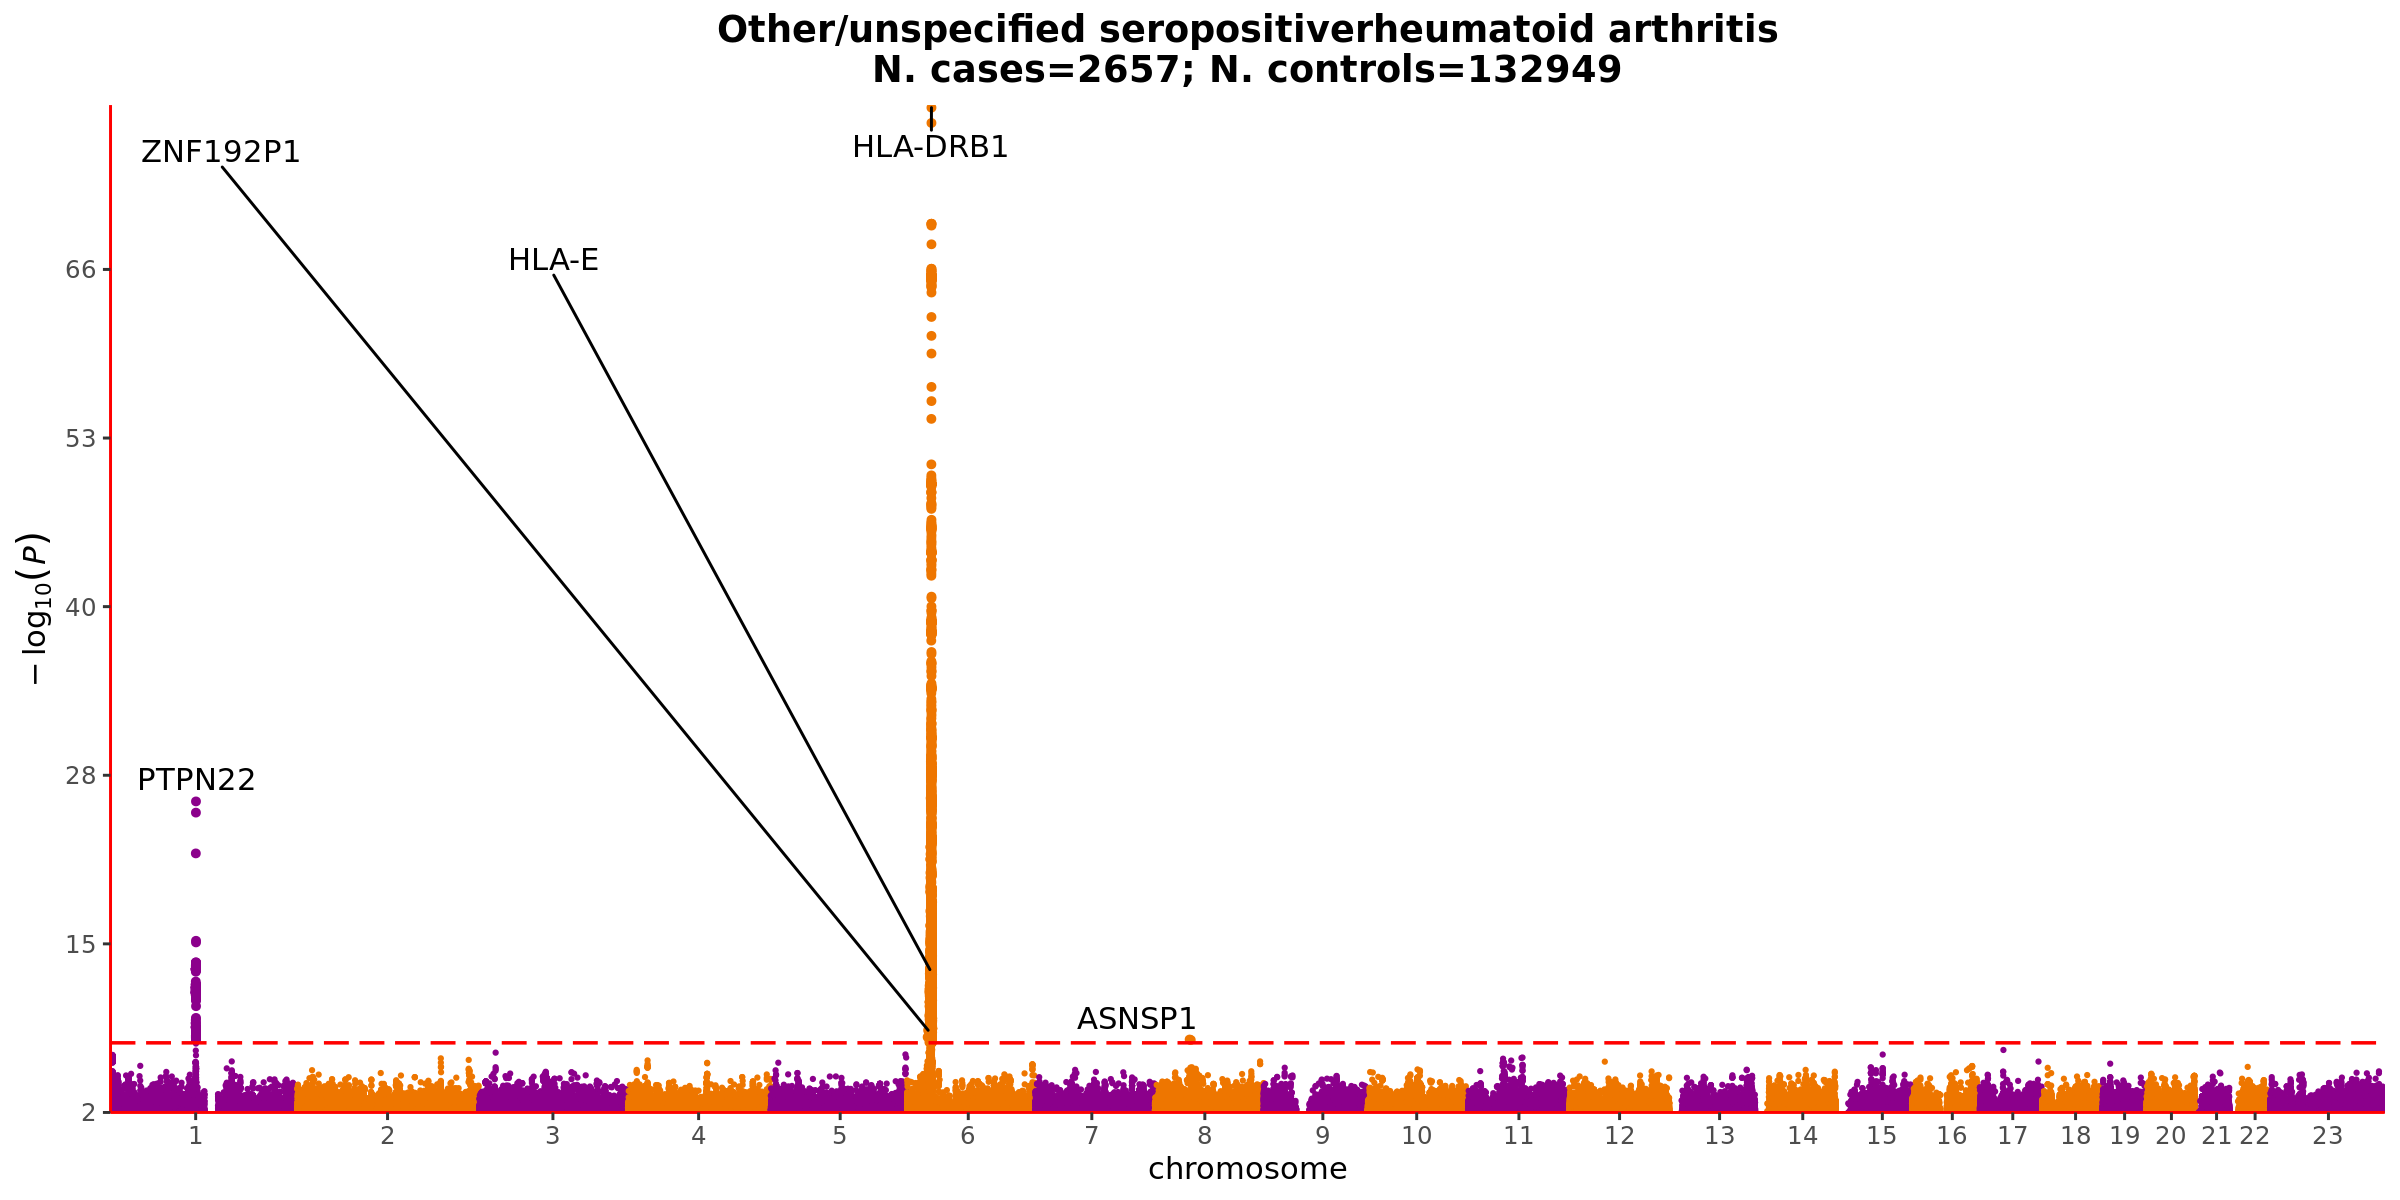 Other/unspecified seropositiverheumatoid arthritis
N. cases=2657; N. controls=132949
ZNF192P1
HLA-DRB1
HLA-E
PTPN22
ASNSP1
66
53
40
28
15
2
− log10(P)
1 2 3 4 5 6 7 8 9 10 11 12 13 14 15 16 17 18 19 20 21 22 23
chromosome